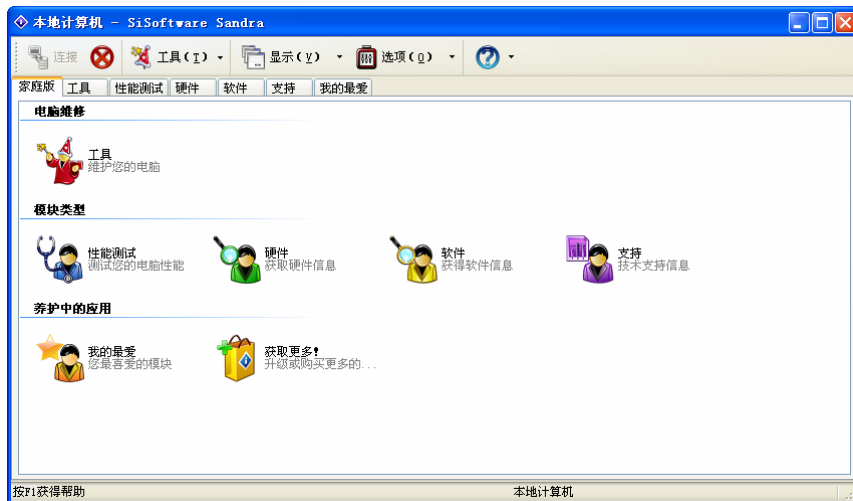 本地计算机 - SiSoftware Sandra
连接 工具(T) 显示(V) 选项(O)
家庭版 工具 性能测试 硬件 软件 支持 我的最爱
电脑维修
工具
维护您的电脑
模块类型
性能测试 硬件 软件 支持
测试您的电脑性能 获取硬件信息 获得软件信息 技术支持信息
养护中的应用
我的最爱 获取更多!
您最喜爱的模块 升级或购买更多的...
按F1获得帮助 本地计算机